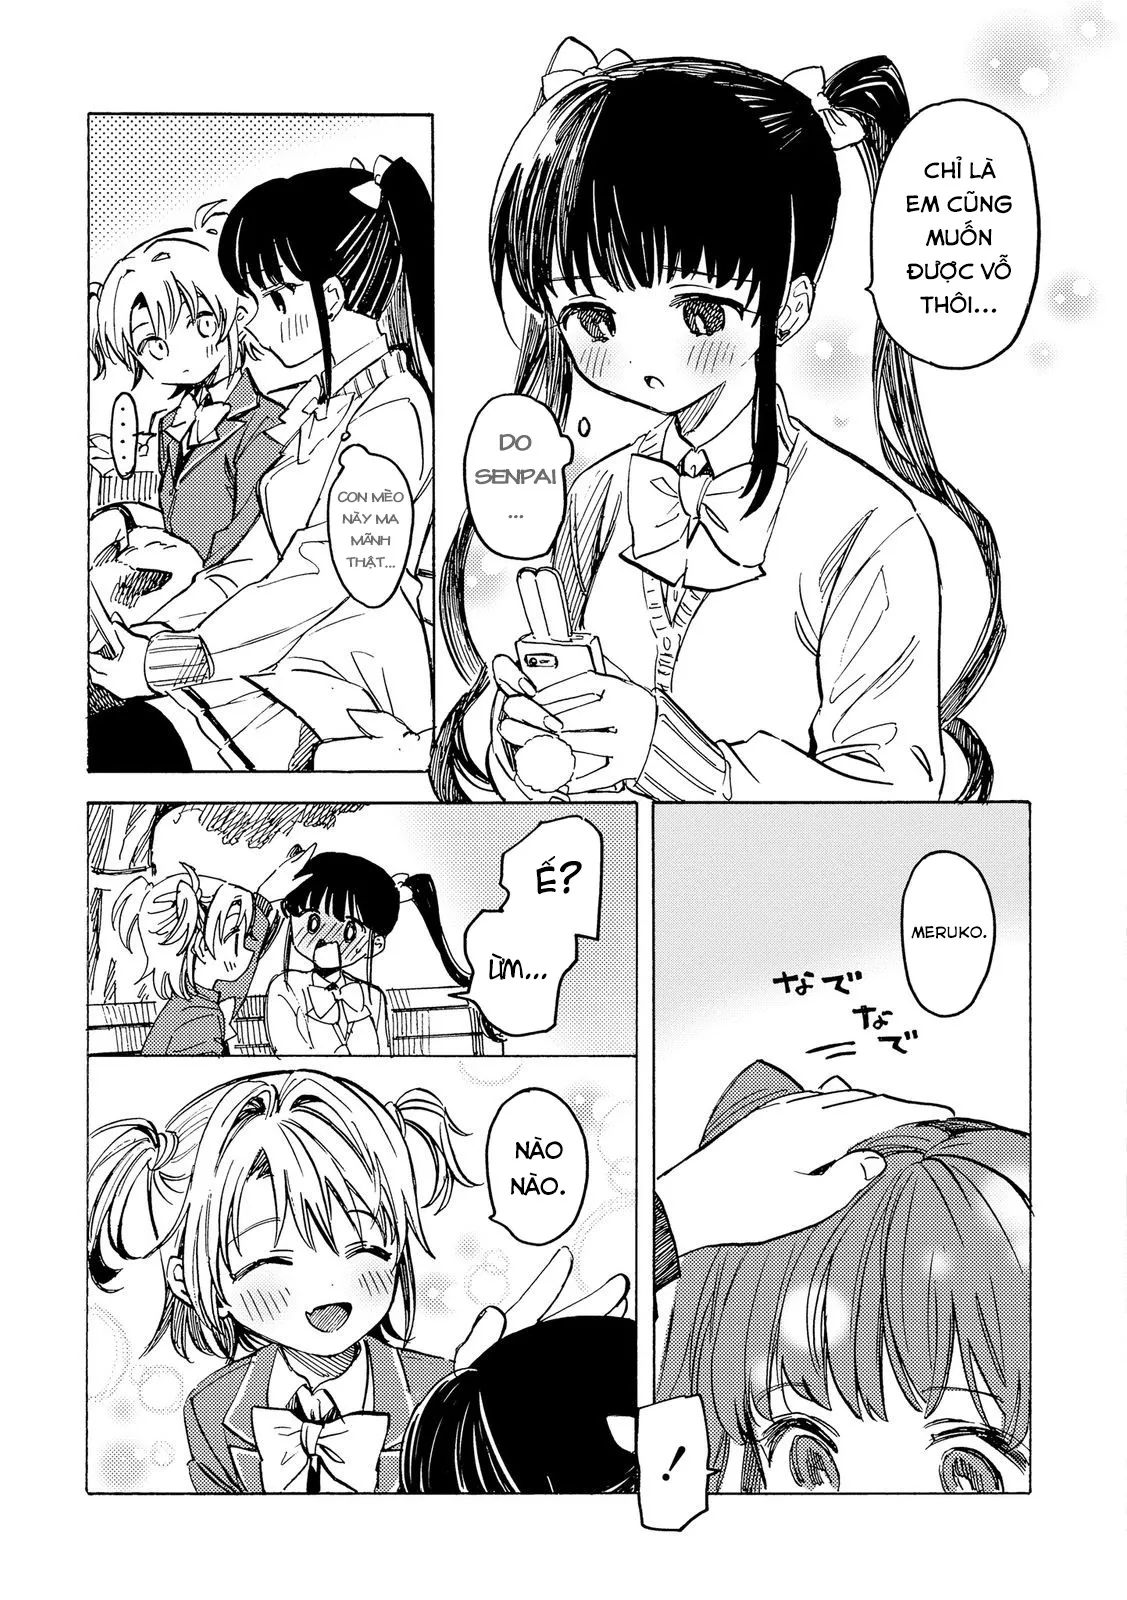 CHỈ LÀ
EM CŨNG
MUỐN
ĐƯỢC VỖ
THÔI...
DO
SENPAI
...
CON MÈO
NÀY MA
MÃNH
THẬT...
......
MERUKO.
なで
なで
!
Ế?
ỪM...
NÀO
NÀO.